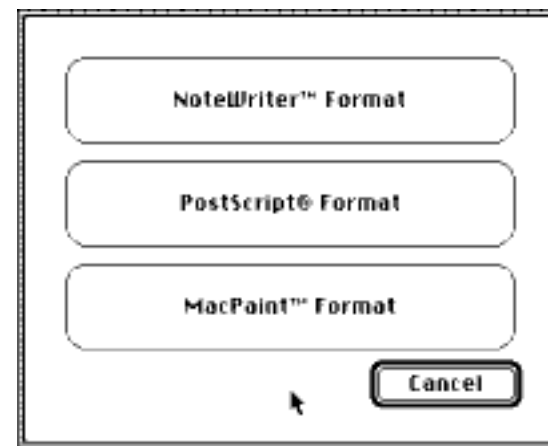 NoteWriter™ Format
PostScript® Format
MacPaint™ Format
Cancel